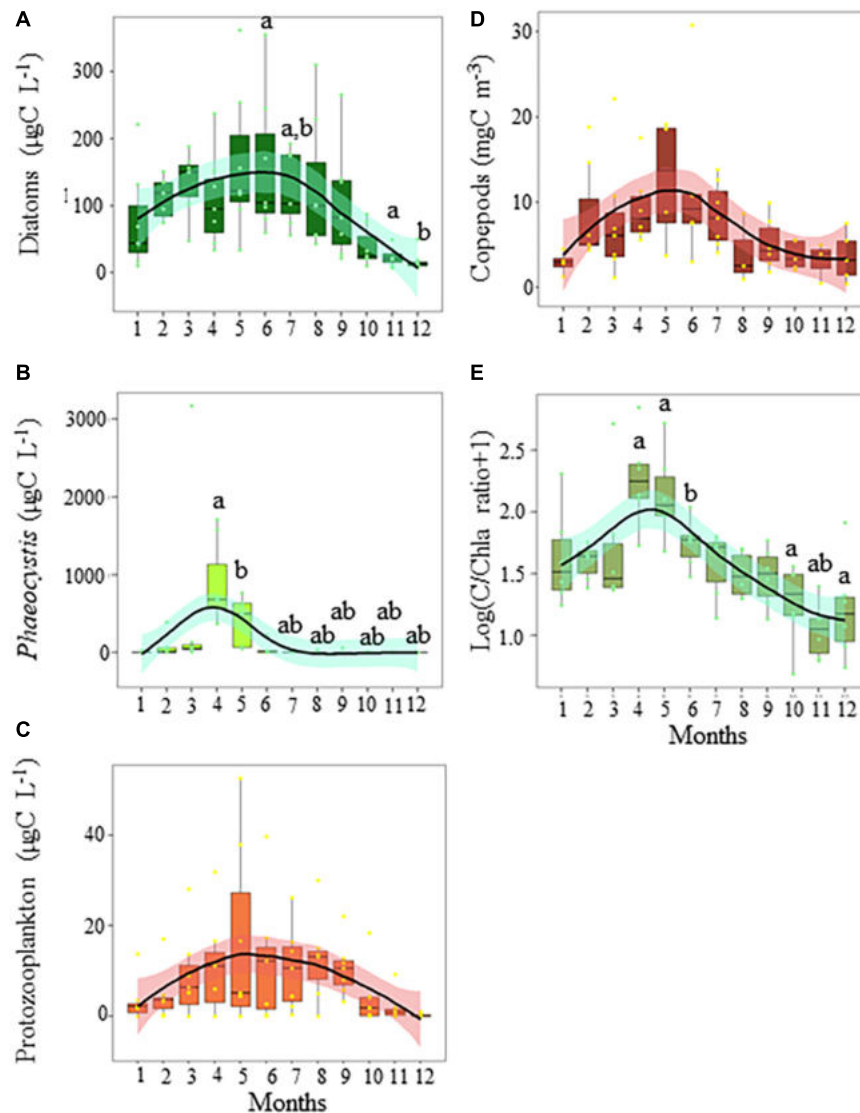 A
Diatoms (µgC L⁻¹)
300
200
100
0
a
a,b
a
b
1 2 3 4 5 6 7 8 9 10 11 12
B
Phaeocystis (µgC L⁻¹)
3000
2000
1000
0
a
b
ab
ab
ab
ab
ab
ab
1 2 3 4 5 6 7 8 9 10 11 12
C
Protozooplankton (µgC L⁻¹)
40
20
0
1 2 3 4 5 6 7 8 9 10 11 12
Months
D
Copepods (mgC m⁻³)
30
20
10
0
1 2 3 4 5 6 7 8 9 10 11 12
E
Log(C/Chla ratio+1)
2.5
2.0
1.5
1.0
a
a
b
a
ab
a
1 2 3 4 5 6 7 8 9 10 11 12
Months